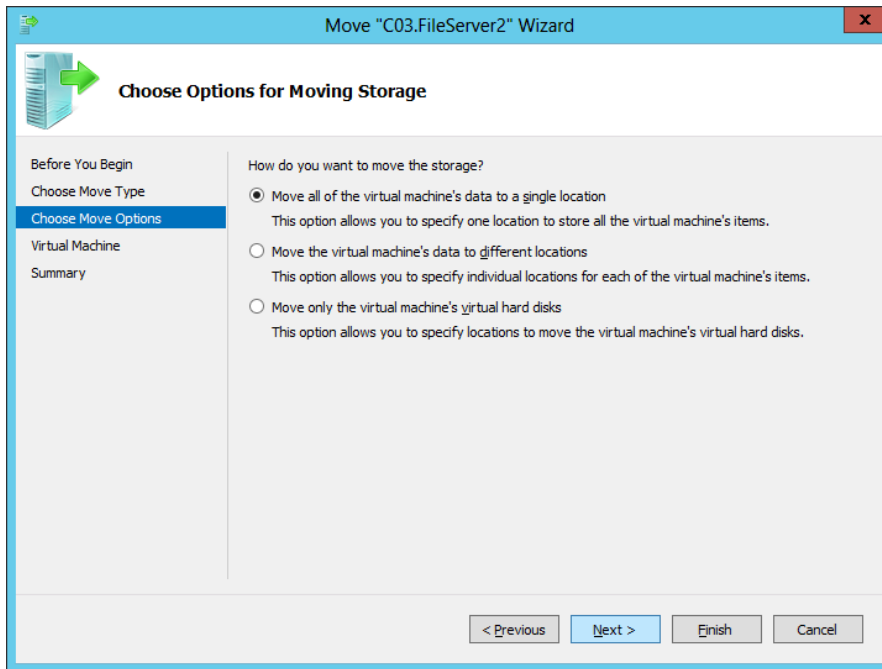 Move "C03.FileServer2" Wizard
x
Choose Options for Moving Storage
Before You Begin
Choose Move Type
Choose Move Options
Virtual Machine
Summary
How do you want to move the storage?
Move all of the virtual machine's data to a single location
This option allows you to specify one location to store all the virtual machine's items.
Move the virtual machine's data to different locations
This option allows you to specify individual locations for each of the virtual machine's items.
Move only the virtual machine's virtual hard disks
This option allows you to specify locations to move the virtual machine's virtual hard disks.
< Previous
Next >
Finish
Cancel